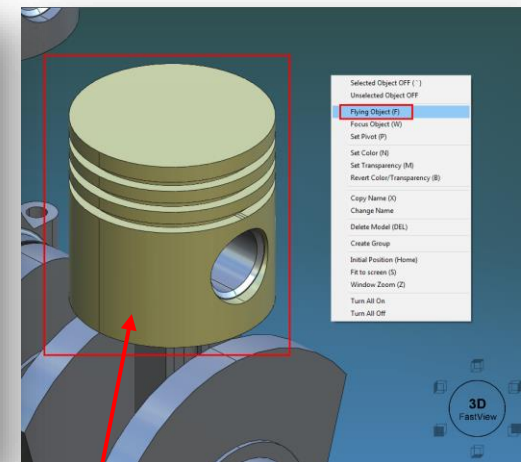 Selected Object OFF (`)
Unselected Object OFF
Flying Object (F)
Focus Object (W)
Set Pivot (P)
Set Color (N)
Set Transparency (M)
Revert Color/Transparency (B)
Copy Name (X)
Change Name
Delete Model (DEL)
Create Group
Initial Position (Home)
Fit to screen (S)
Window Zoom (Z)
Turn All On
Turn All Off
3D
FastView